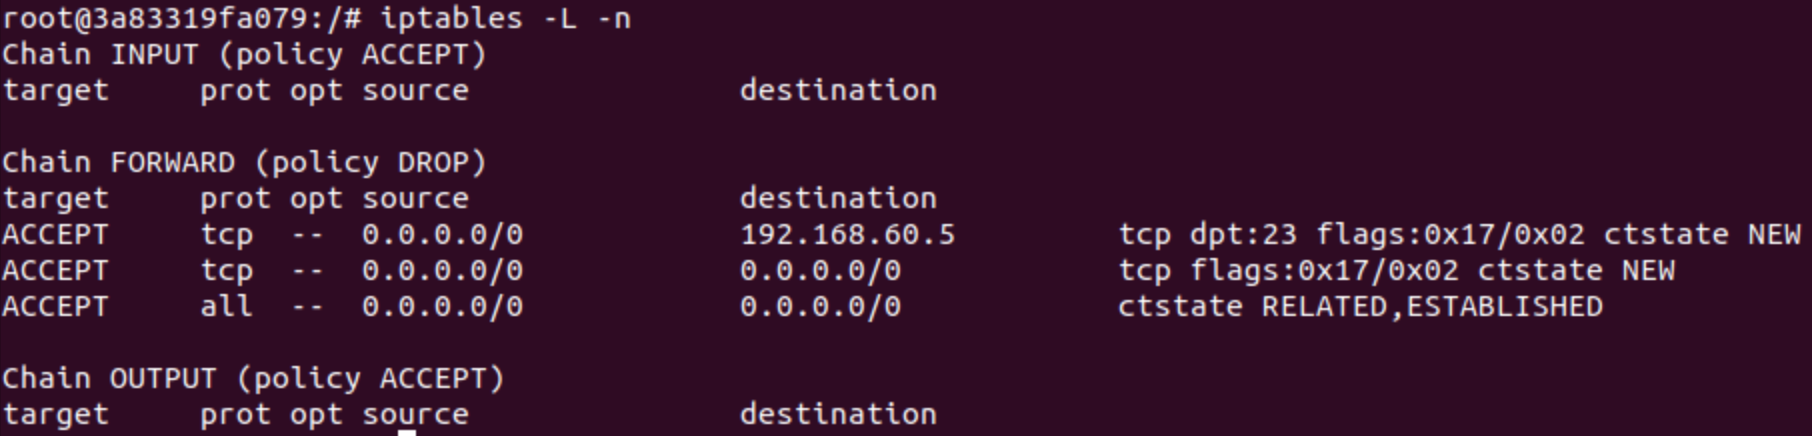 root@3a83319fa079:/# iptables -L -n
Chain INPUT (policy ACCEPT)
target     prot opt source               destination

Chain FORWARD (policy DROP)
target     prot opt source               destination
ACCEPT     tcp  --  0.0.0.0/0            192.168.60.5         tcp dpt:23 flags:0x17/0x02 ctstate NEW
ACCEPT     tcp  --  0.0.0.0/0            0.0.0.0/0            tcp flags:0x17/0x02 ctstate NEW
ACCEPT     all  --  0.0.0.0/0            0.0.0.0/0            ctstate RELATED,ESTABLISHED

Chain OUTPUT (policy ACCEPT)
target     prot opt source               destination